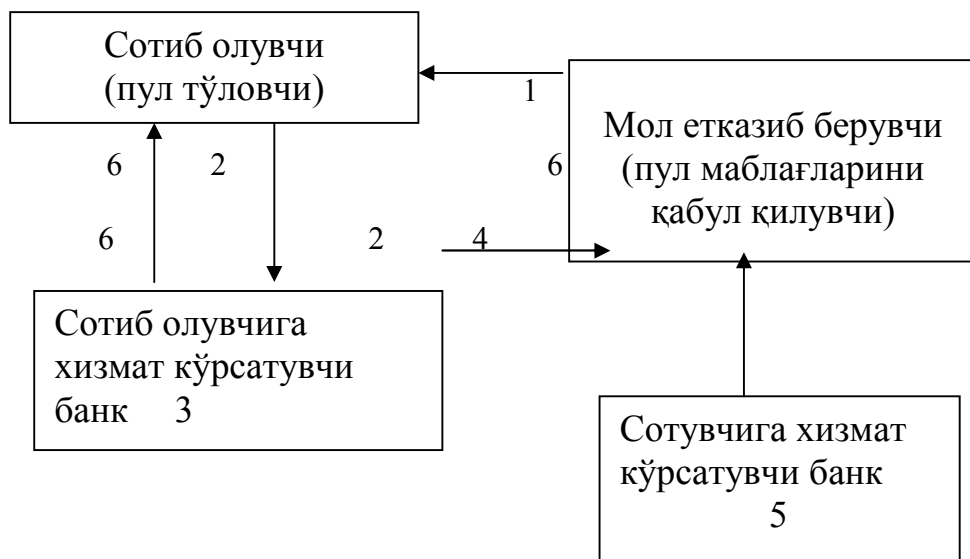 Сотиб олувчи
(пул тўловчи)
1
Мол етказиб берувчи
(пул маблағларини
қабул қилувчи)
6 2 6
6 2 4
Сотиб олувчига
хизмат кўрсатувчи
банк 3
Сотувчига хизмат
кўрсатувчи банк
5